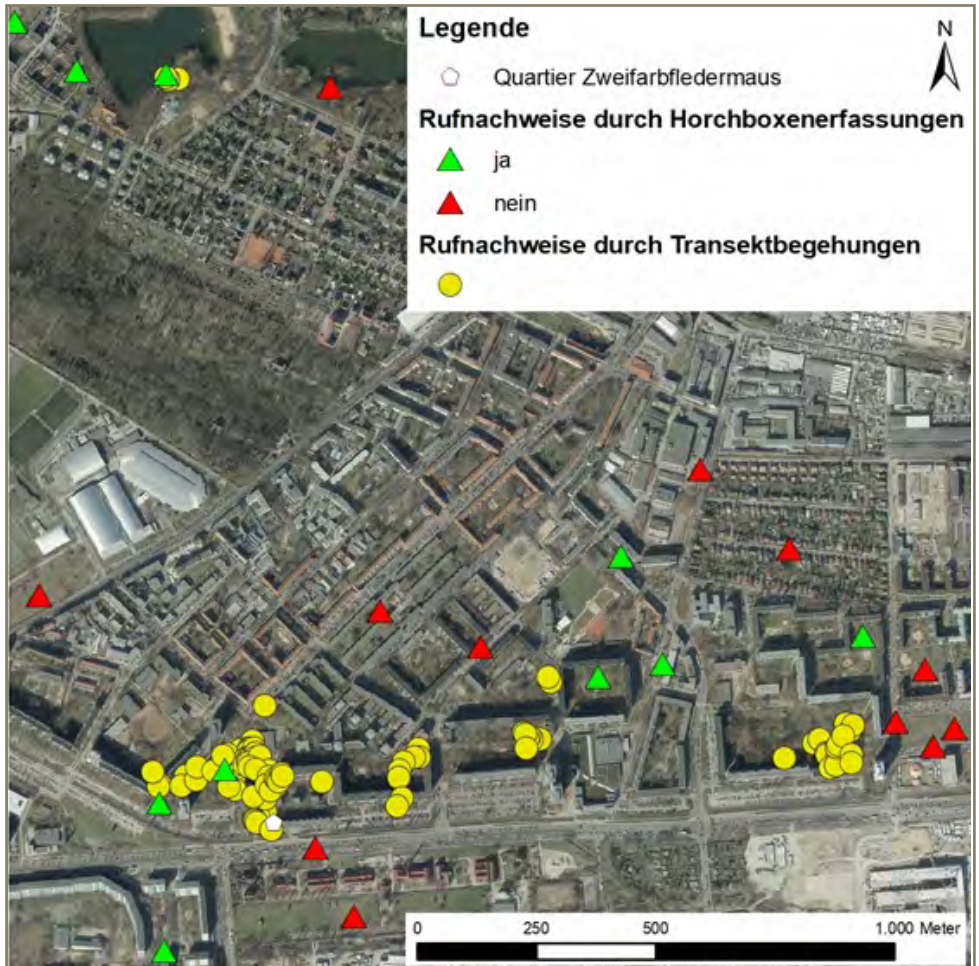 Legende
N
Quartier Zweifarbfledermaus
Rufnachweise durch Horchboxenerfassungen
ja
nein
Rufnachweise durch Transektbegehungen
0 250 500 1.000 Meter